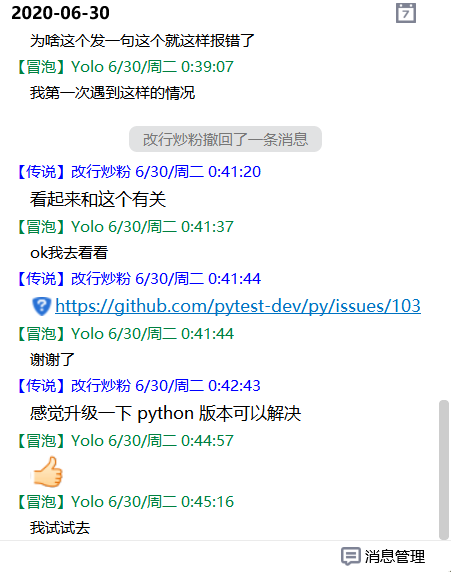 2020-06-30
7
为啥这个发一句这个就这样报错了
【冒泡】Yolo 6/30/周二 0:39:07
我第一次遇到这样的情况
改行炒粉撤回了一条消息
【传说】改行炒粉 6/30/周二 0:41:20
看起来和这个有关
【冒泡】Yolo 6/30/周二 0:41:37
ok我去看看
【传说】改行炒粉 6/30/周二 0:41:44
https://github.com/pytest-dev/py/issues/103
【冒泡】Yolo 6/30/周二 0:41:44
谢谢了
【传说】改行炒粉 6/30/周二 0:42:43
感觉升级一下 python 版本可以解决
【冒泡】Yolo 6/30/周二 0:44:57
【冒泡】Yolo 6/30/周二 0:45:16
我试试去
消息管理